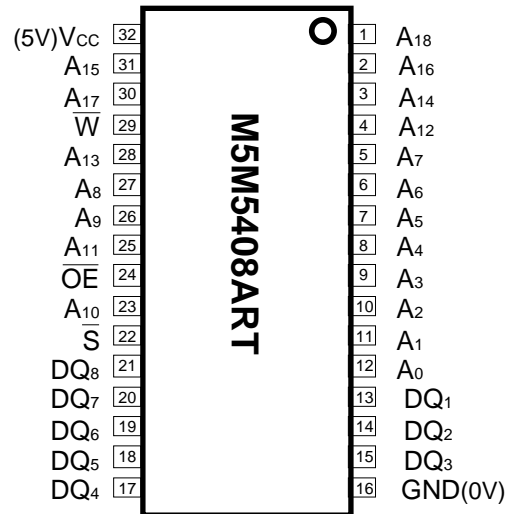 (5V)VCC 32 1 A18
A15 31 2 A16
A17 30 3 A14
W̅ 29 4 A12
A13 28 5 A7
A8 27 6 A6
A9 26 7 A5
A11 25 8 A4
O̅E̅ 24 9 A3
A10 23 10 A2
S̅ 22 11 A1
DQ8 21 12 A0
DQ7 20 13 DQ1
DQ6 19 14 DQ2
DQ5 18 15 DQ3
DQ4 17 16 GND(0V)
M5M5408ART